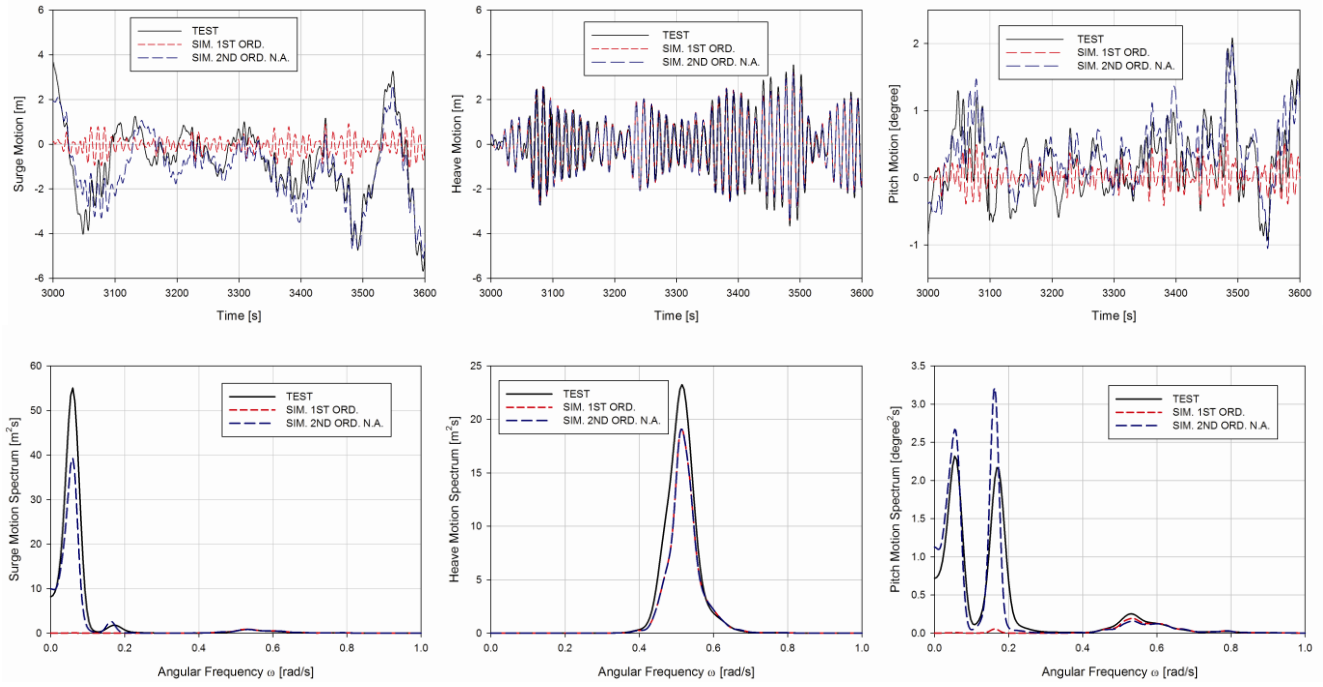 TEST
SIM. 1ST ORD.
SIM. 2ND ORD. N.A.
Surge Motion [m]
6
4
2
0
-2
-4
-6
3000 3100 3200 3300 3400 3500 3600
Time [s]
TEST
SIM. 1ST ORD.
SIM. 2ND ORD. N.A.
Heave Motion [m]
6
4
2
0
-2
-4
-6
3000 3100 3200 3300 3400 3500 3600
Time [s]
TEST
SIM. 1ST ORD.
SIM. 2ND ORD. N.A.
Pitch Motion [degree]
2
1
0
-1
3000 3100 3200 3300 3400 3500 3600
Time [s]
TEST
SIM. 1ST ORD.
SIM. 2ND ORD. N.A.
Surge Motion Spectrum [m²s]
60
50
40
30
20
10
0
0.0 0.2 0.4 0.6 0.8 1.0
Angular Frequency ω [rad/s]
TEST
SIM. 1ST ORD.
SIM. 2ND ORD. N.A.
Heave Motion Spectrum [m²s]
25
20
15
10
5
0
0.0 0.2 0.4 0.6 0.8 1.0
Angular Frequency ω [rad/s]
TEST
SIM. 1ST ORD.
SIM. 2ND ORD. N.A.
Pitch Motion Spectrum [degree²s]
3.5
3.0
2.5
2.0
1.5
1.0
0.5
0.0
0.0 0.2 0.4 0.6 0.8 1.0
Angular Frequency ω [rad/s]